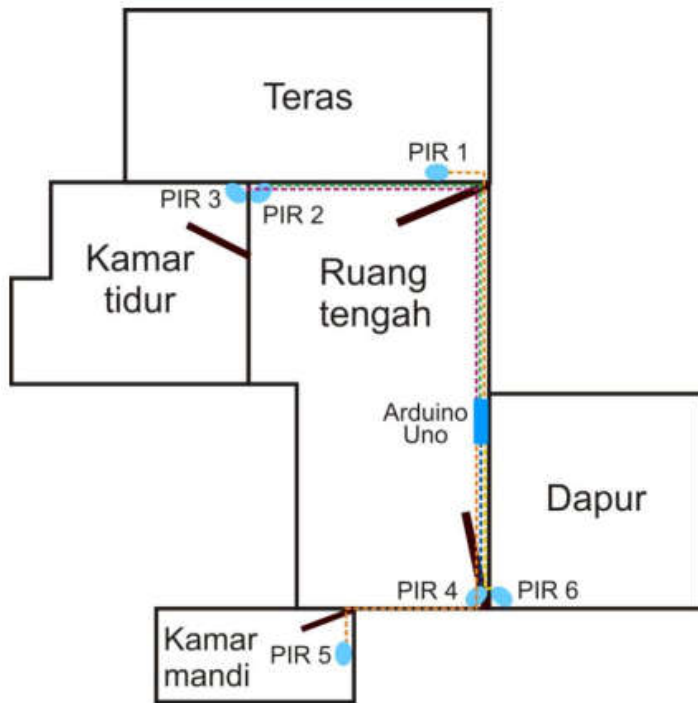 Teras
PIR 1
PIR 3
PIR 2
Kamar
tidur
Ruang
tengah
Arduino
Uno
Dapur
PIR 4
PIR 6
Kamar
mandi
PIR 5